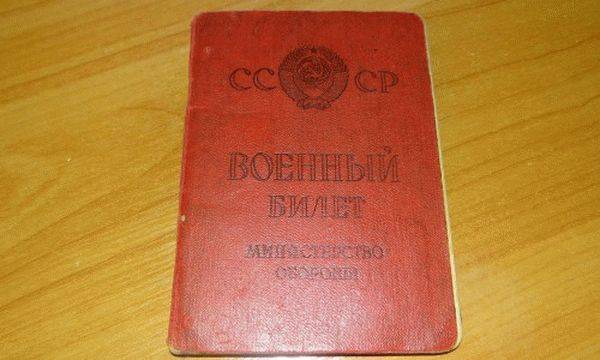 СССР
ВОЕННЫЙ
БИЛЕТ
МИНИСТЕРСТВО
ОБОРОНЫ